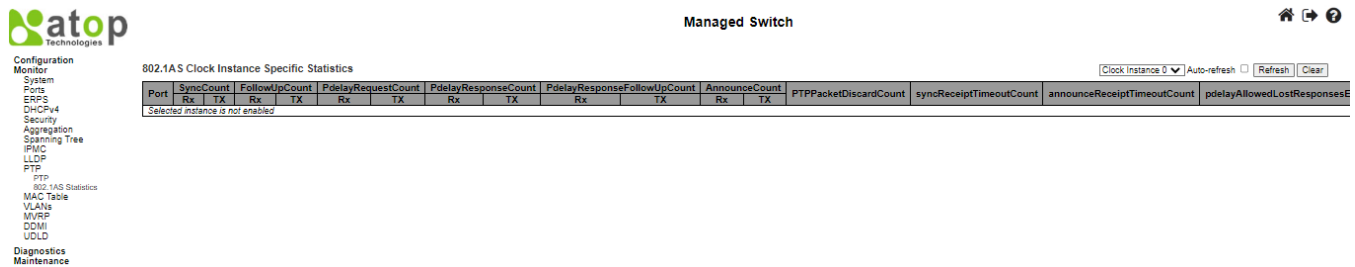 atop
Technologies
Managed Switch
Configuration
Monitor
System
Ports
ERPS
DHCPv4
Security
Aggregation
Spanning Tree
IPMC
LLDP
PTP
PTP
802.1AS Statistics
MAC Table
VLANs
MVRP
DDMI
UDLD
Diagnostics
Maintenance
802.1AS Clock Instance Specific Statistics
Clock Instance 0 Auto-refresh Refresh Clear
Port SyncCount FollowUpCount PdelayRequestCount PdelayResponseCount PdelayResponseFollowUpCount AnnounceCount PTPPacketDiscardCount syncReceiptTimeoutCount announceReceiptTimeoutCount pdelayAllowedLostResponsesE
Rx TX Rx TX Rx TX Rx TX Rx TX Rx TX
Selected instance is not enabled